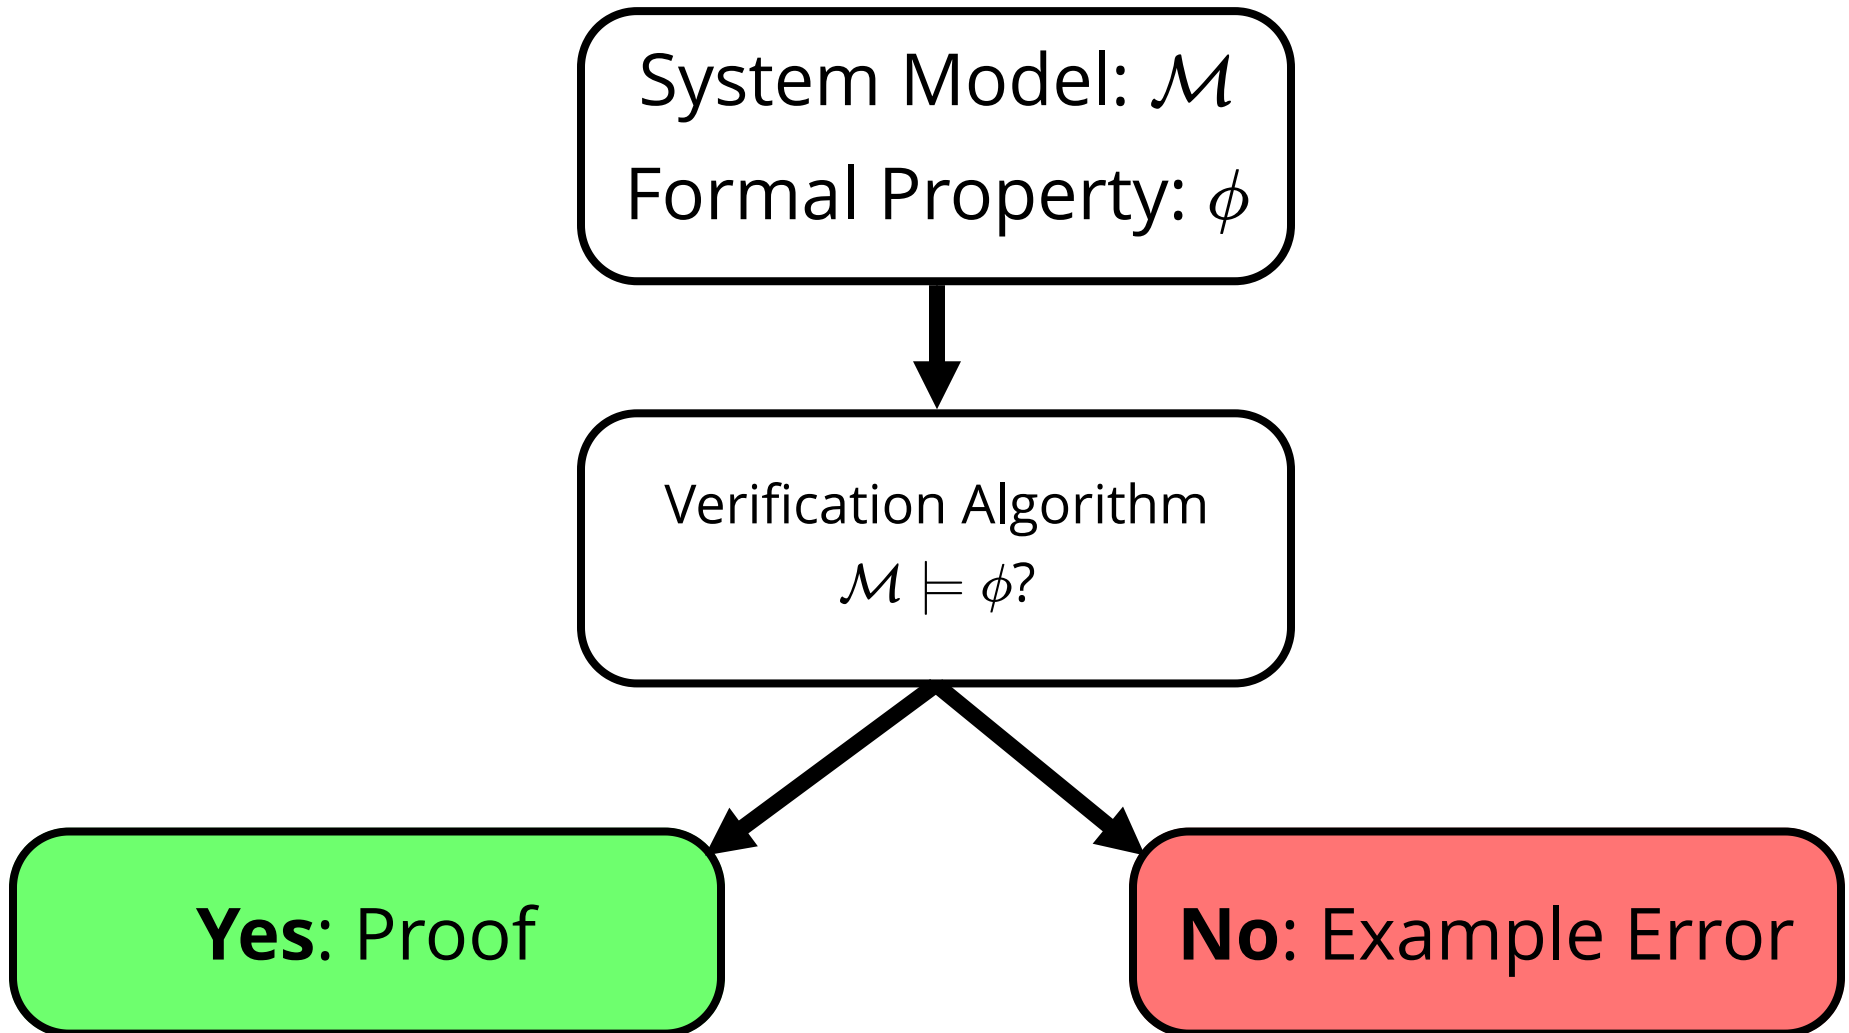 System Model: ℳ
Formal Property: ϕ
Verification Algorithm
ℳ ⊨ ϕ?
Yes: Proof
No: Example Error